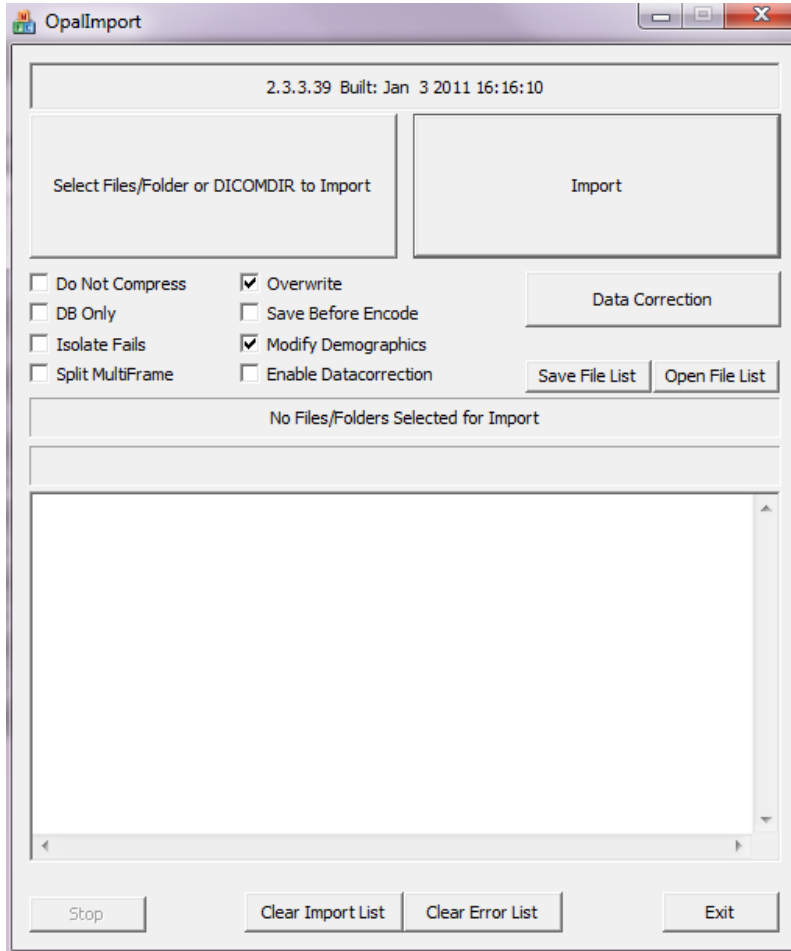 OpalImport
2.3.3.39 Built: Jan 3 2011 16:16:10
Select Files/Folder or DICOMDIR to Import
Import
Do Not Compress
Overwrite
Data Correction
DB Only
Save Before Encode
Isolate Fails
Modify Demographics
Split MultiFrame
Enable Datacorrection
Save File List
Open File List
No Files/Folders Selected for Import
Stop
Clear Import List
Clear Error List
Exit